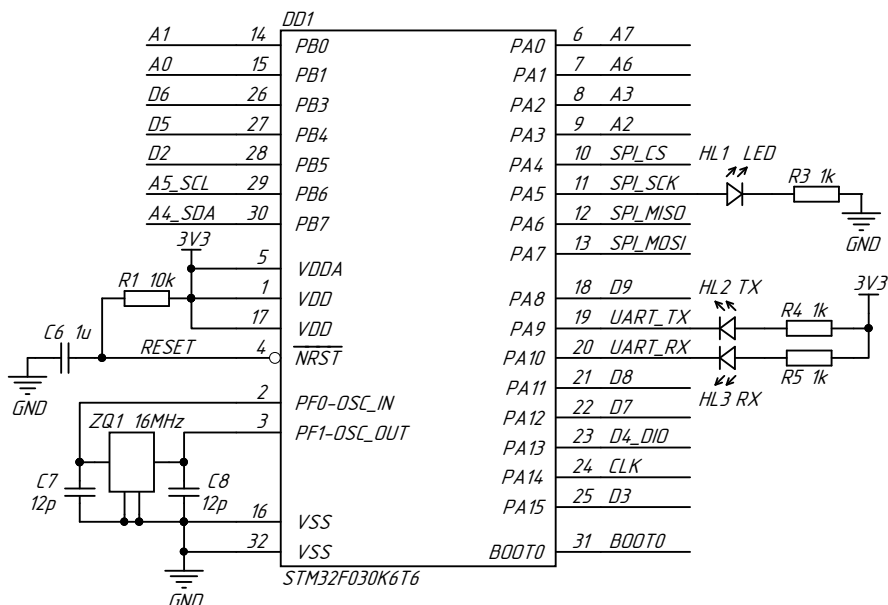 DD1
A1 14 PB0 PA0 6 A7
A0 15 PB1 PA1 7 A6
D6 26 PB3 PA2 8 A3
D5 27 PB4 PA3 9 A2
D2 28 PB5 PA4 10 SPI_CS HL1 LED
A5_SCL 29 PB6 PA5 11 SPI_SCK R3 1k
A4_SDA 30 PB7 PA6 12 SPI_MISO
GND
3V3 PA7 13 SPI_MOSI
5 VDDA
R1 10k 1 VDD PA8 18 D9 HL2 TX 3V3
C6 1u 17 VDD PA9 19 UART_TX R4 1k
RESET 4 NRST PA10 20 UART_RX
R5 1k
GND PA11 21 D8 HL3 RX
2 PF0-OSC_IN PA12 22 D7
ZQ1 16MHz 3 PF1-OSC_OUT PA13 23 D4_DIO
C7 12p C8 12p PA14 24 CLK
PA15 25 D3
16 VSS
32 VSS BOOT0 31 BOOT0
STM32F030K6T6
GND